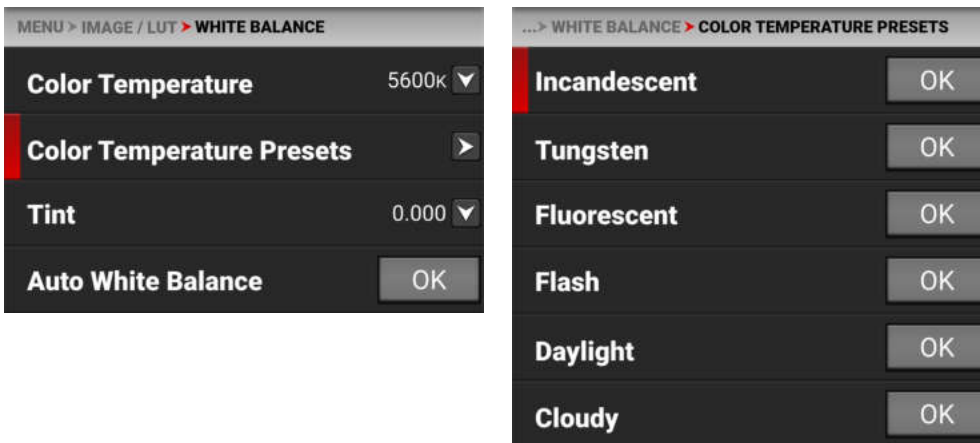 MENU > IMAGE / LUT > WHITE BALANCE
Color Temperature 5600K
Color Temperature Presets
Tint 0.000
Auto White Balance OK
...> WHITE BALANCE > COLOR TEMPERATURE PRESETS
Incandescent OK
Tungsten OK
Fluorescent OK
Flash OK
Daylight OK
Cloudy OK